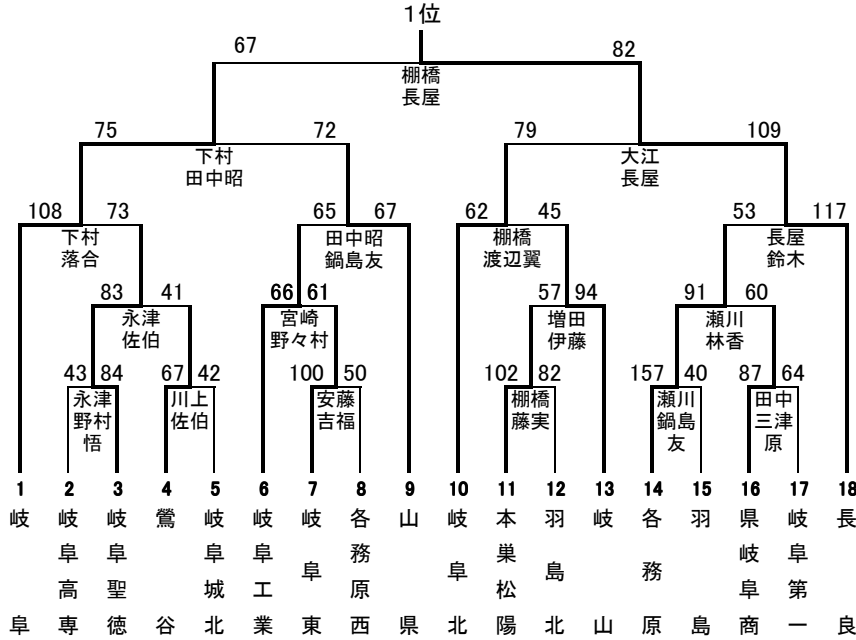 1位
67 82
棚橋
長屋
75 72 79 109
下村 大江
田中昭 長屋
108 73 65 67 62 45 53 117
下村 田中昭 棚橋 長屋
落合 鍋島友 渡辺翼 鈴木
83 41 66 61 57 94 91 60
永津 宮崎 増田 瀬川
佐伯 野々村 伊藤 林香
43 84 67 42 100 50 102 82 157 40 87 64
永津 川上 安藤 棚橋 瀬川 田中
野村 佐伯 吉福 藤実 鍋島 三津
悟 友 原
1 2 3 4 5 6 7 8 9 10 11 12 13 14 15 16 17 18
岐阜
岐阜高専
岐阜聖徳
鶯谷
岐阜城北
岐阜工業
岐阜東
各務原西
山県
岐阜北
本巣松陽
羽島北
岐山
各務原
羽島
県岐阜商
岐阜第一
長良